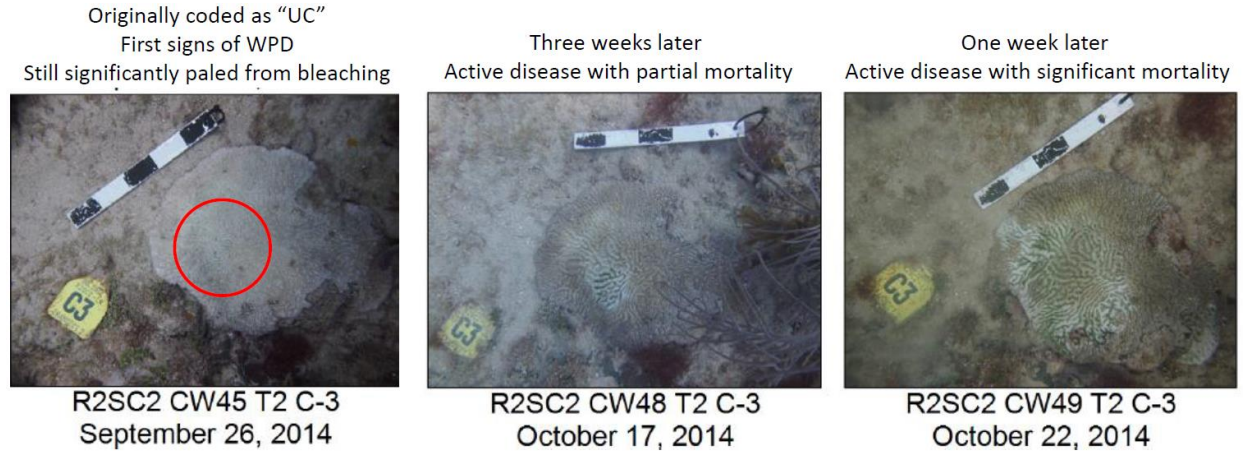 Originally coded as “UC”
First signs of WPD
Still significantly paled from bleaching
Three weeks later
Active disease with partial mortality
One week later
Active disease with significant mortality
C3
C3
C3
R2SC2 CW45 T2 C-3
September 26, 2014
R2SC2 CW48 T2 C-3
October 17, 2014
R2SC2 CW49 T2 C-3
October 22, 2014